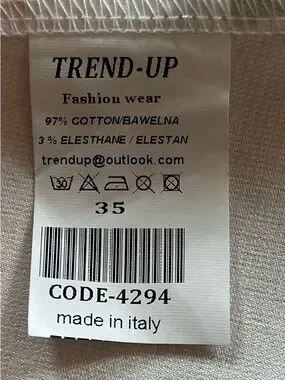 TREND-UP
Fashion wear
97% COTTON/BAWELNA
3 % ELESTHANE / ELESTAN
trendup@outlook.com
30
35
CODE-4294
made in italy